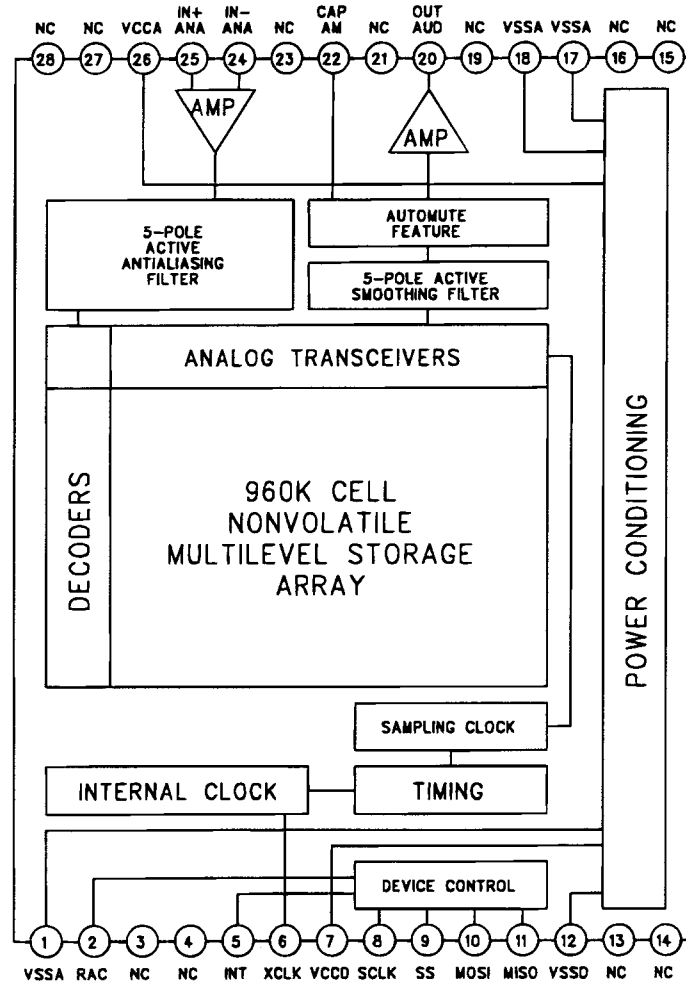 NC NC VCCA IN+ ANA IN- ANA NC CAP AM NC OUT AUD NC VSSA VSSA NC NC
28 27 26 25 24 23 22 21 20 19 18 17 16 15
AMP
AMP
5-POLE
ACTIVE
ANTIALIASING
FILTER
AUTOMUTE
FEATURE
5-POLE ACTIVE
SMOOTHING FILTER
ANALOG TRANSCEIVERS
DECODERS
960K CELL
NONVOLATILE
MULTILEVEL STORAGE
ARRAY
POWER CONDITIONING
SAMPLING CLOCK
INTERNAL CLOCK
TIMING
DEVICE CONTROL
1 2 3 4 5 6 7 8 9 10 11 12 13 14
VSSA RAC NC NC INT XCLK VCCD SCLK SS MOSI MISO VSSD NC NC